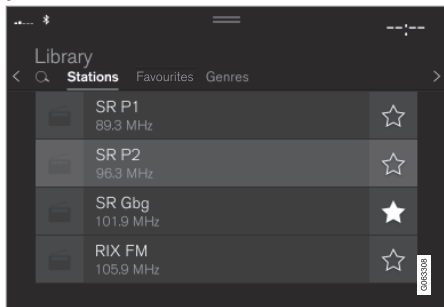 --:--
Library
Stations Favourites Genres
SR P1
89.3 MHz
SR P2
96.3 MHz
SR Gbg
101.9 MHz
RIX FM
105.9 MHz
G063308